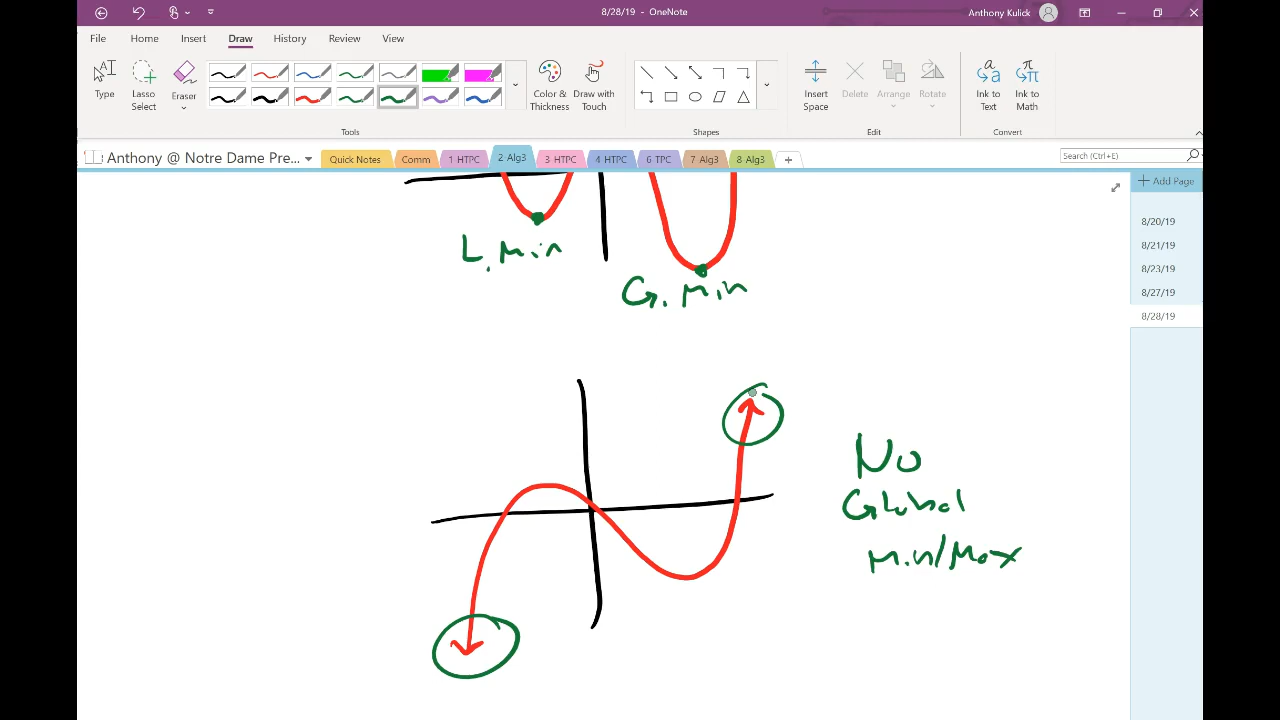 8/28/19 - OneNote
Anthony Kulick
File Home Insert Draw History Review View
Type
Lasso Select
Eraser
Color & Thickness
Draw with Touch
Insert Space
Delete
Arrange
Rotate
Ink to Text
Ink to Math
Tools
Shapes
Edit
Convert
Anthony @ Notre Dame Pre...
Quick Notes Comm 1 HTPC 2 Alg3 3 HTPC 4 HTPC 6 TPC 7 Alg3 8 Alg3
Search (Ctrl+E)
Add Page
8/20/19
8/21/19
8/23/19
8/27/19
8/28/19
L. Min
G. Min
No
Global
Min/Max